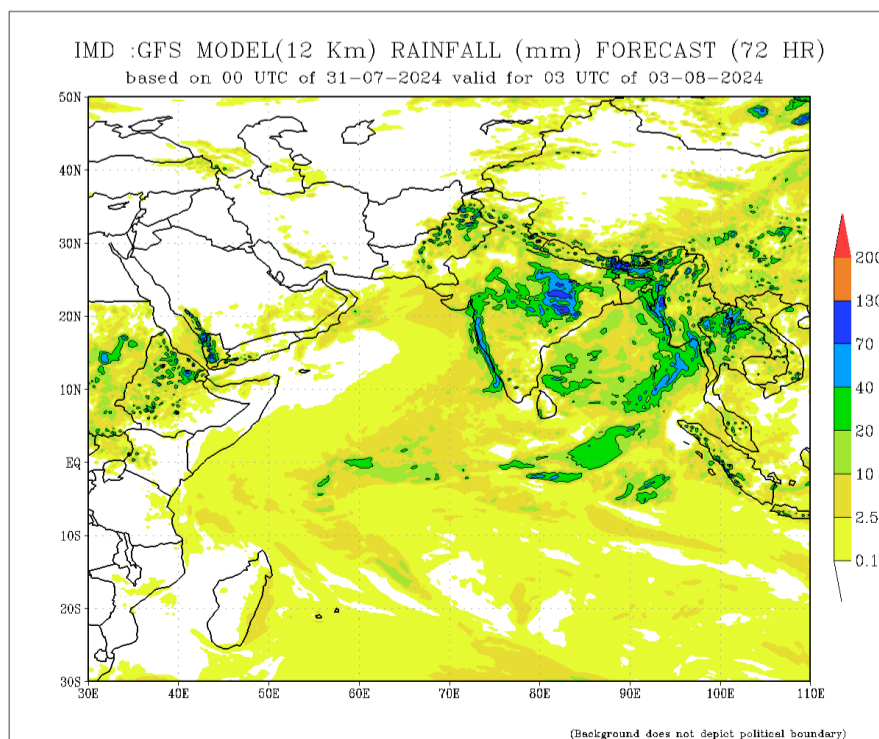 IMD :GFS MODEL(12 Km) RAINFALL (mm) FORECAST (72 HR)
based on 00 UTC of 31-07-2024 valid for 03 UTC of 03-08-2024
50N
40N
30N
20N
10N
EQ
10S
20S
30S
30E 40E 50E 60E 70E 80E 90E 100E 110E
200
130
70
40
20
10
2.5
0.1
(Background does not depict political boundary)